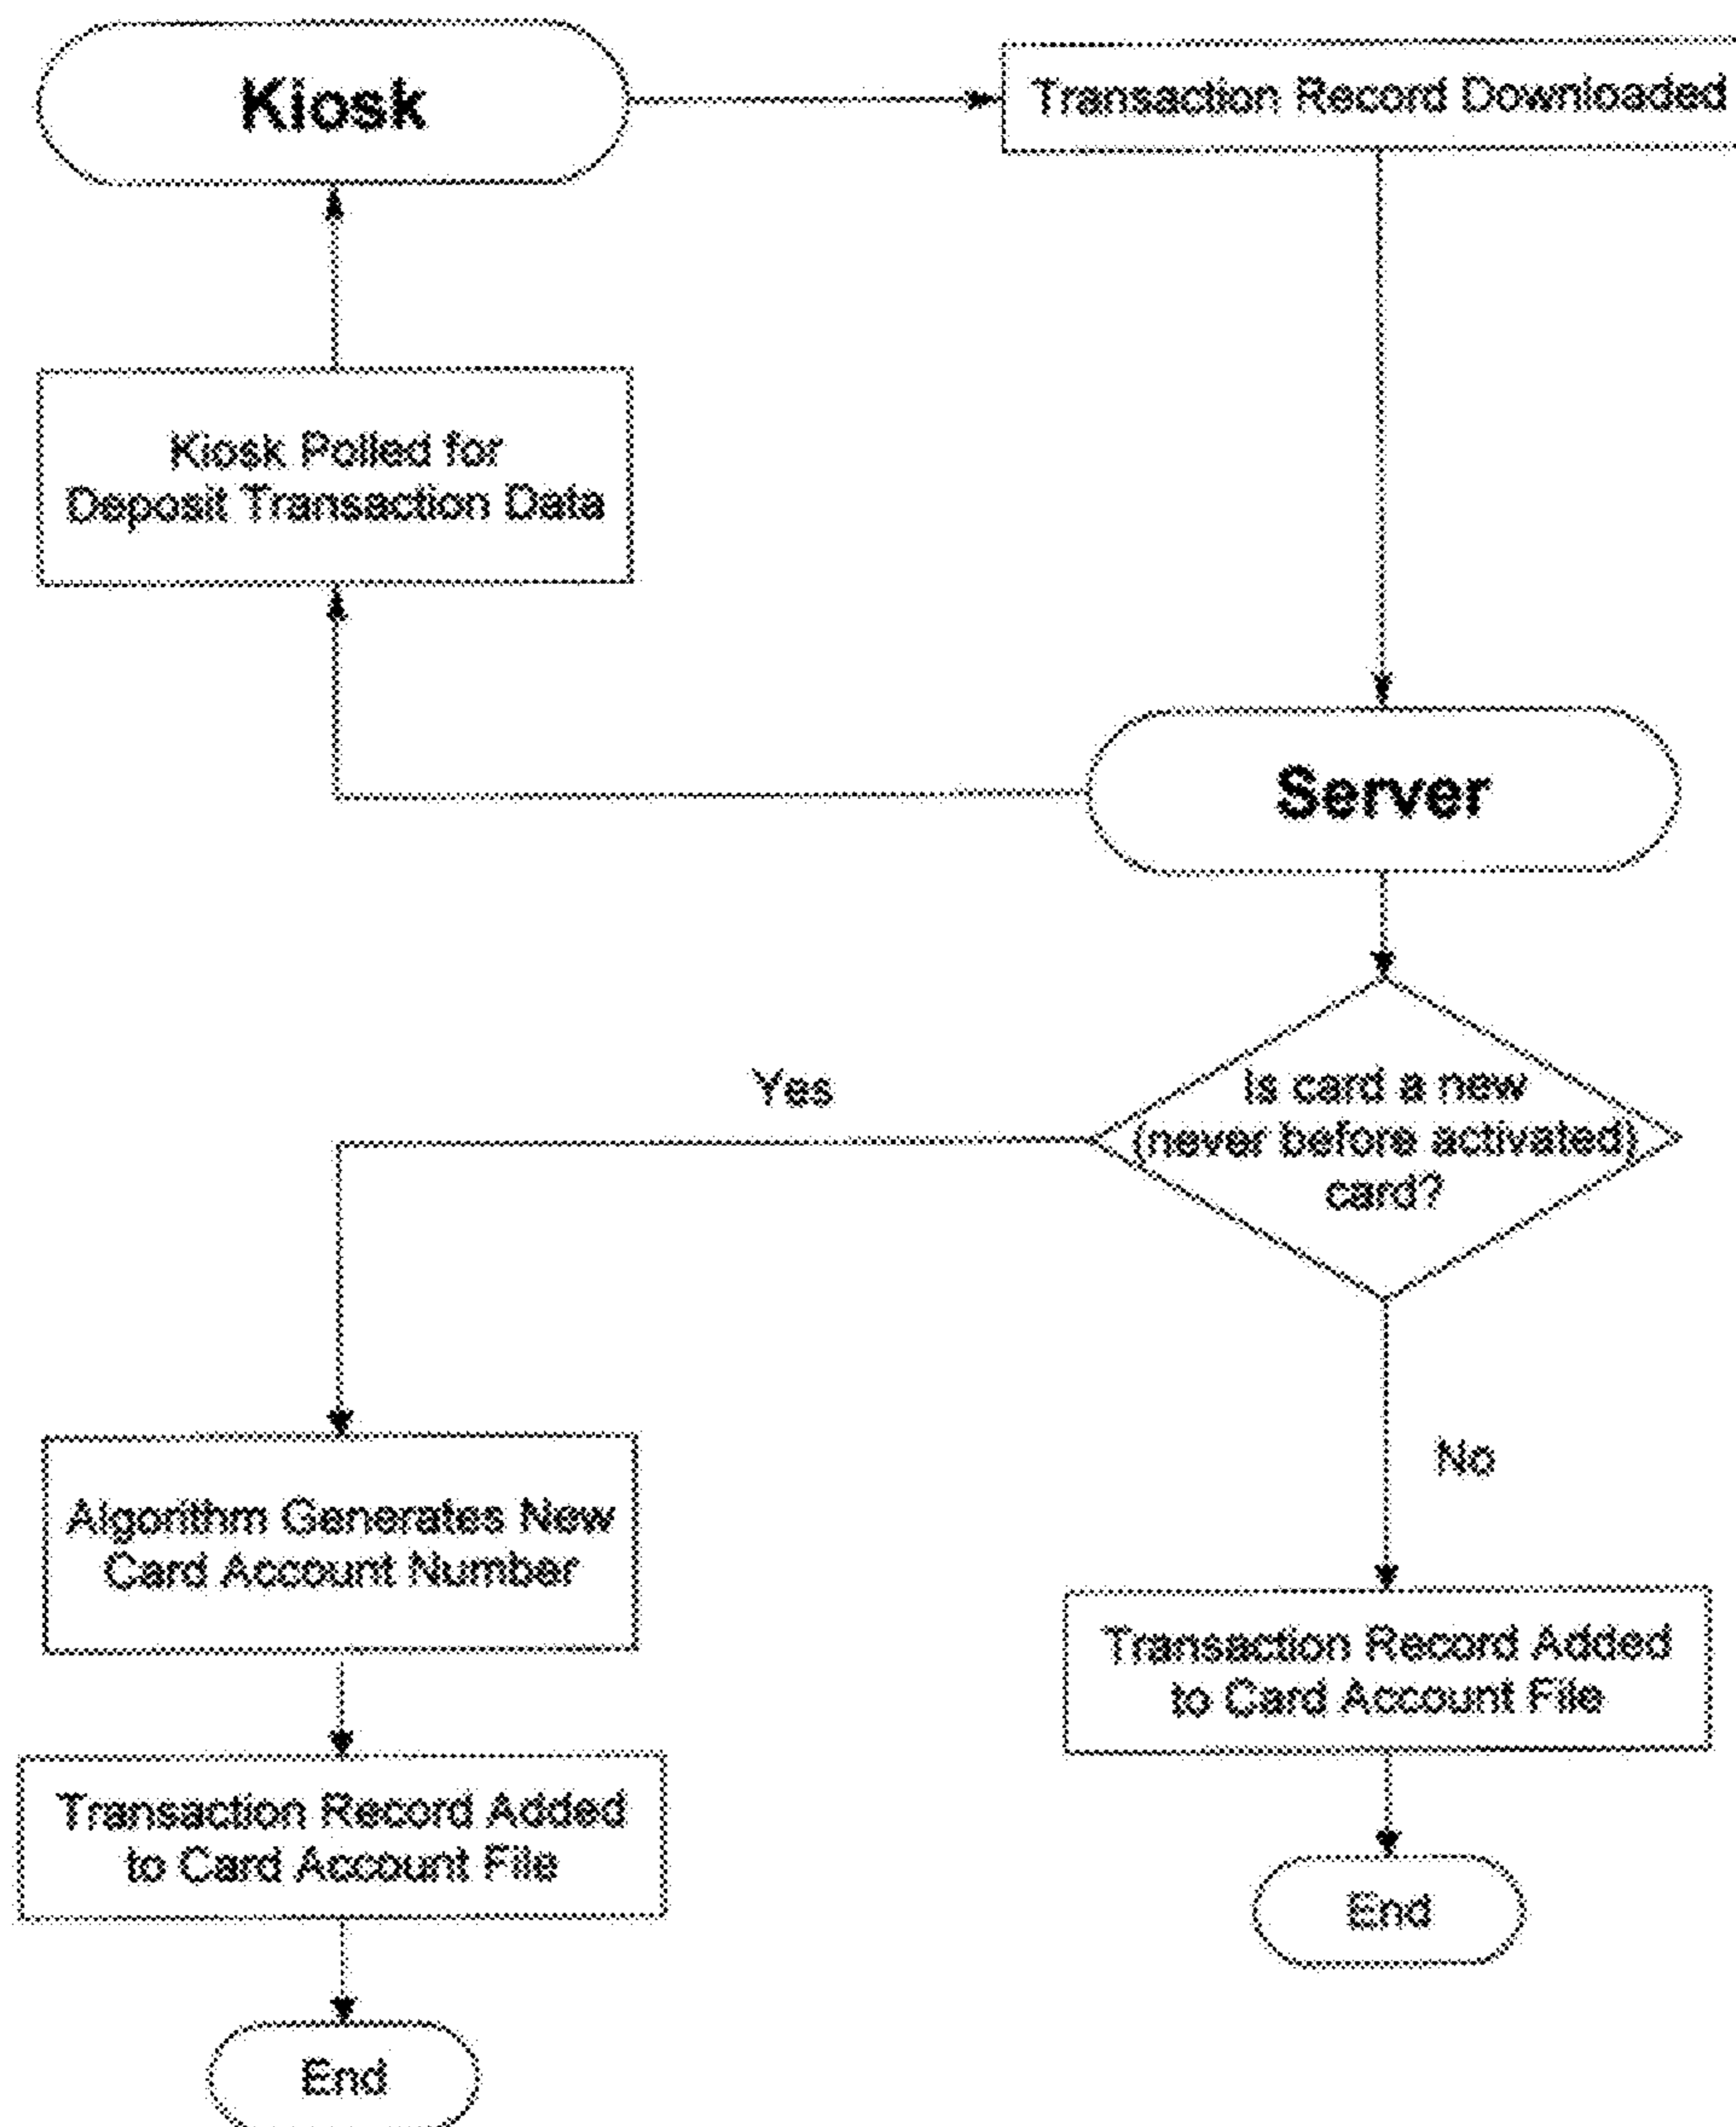 Kiosk
Transaction Record Downloaded
Kiosk Polled for
Deposit Transaction Data
Server
Is card a new
(never before activated)
card?
Yes
No
Algorithm Generates New
Card Account Number
Transaction Record Added
to Card Account File
Transaction Record Added
to Card Account File
End
End